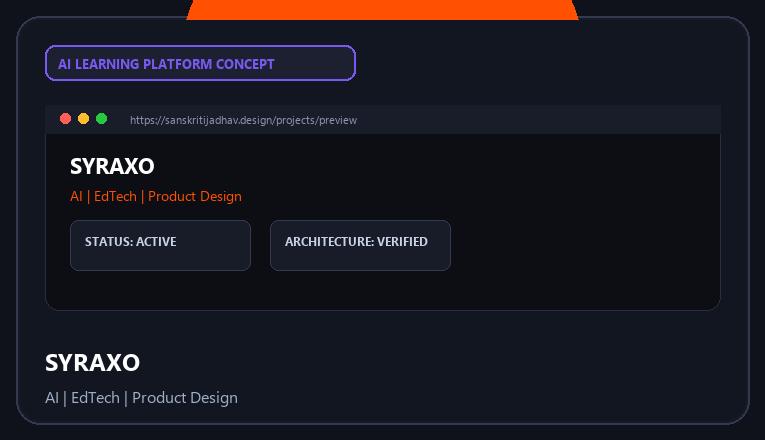 AI LEARNING PLATFORM CONCEPT
https://sanskritijadhav.design/projects/preview
SYRAXO
AI | EdTech | Product Design
STATUS: ACTIVE
ARCHITECTURE: VERIFIED
SYRAXO
AI | EdTech | Product Design